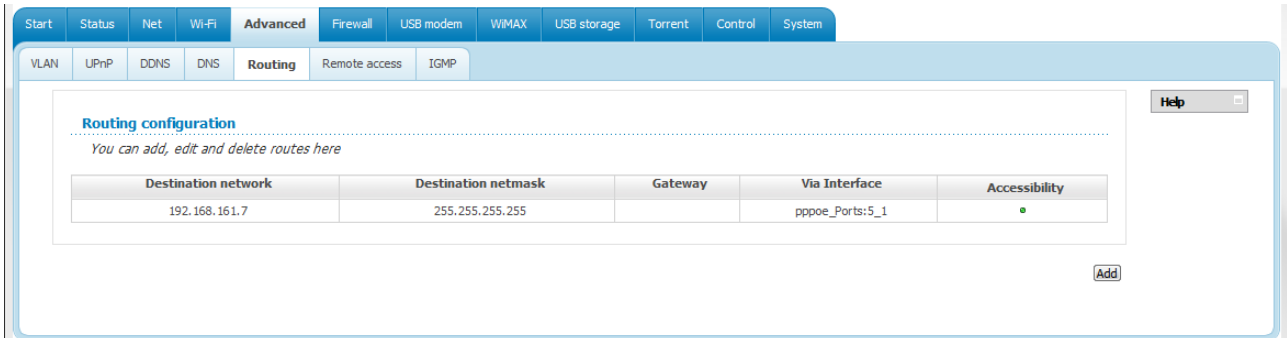 Start Status Net Wi-Fi Advanced Firewall USB modem WiMAX USB storage Torrent Control System
VLAN UPnP DDNS DNS Routing Remote access IGMP
Help
Routing configuration
You can add, edit and delete routes here
Destination network Destination netmask Gateway Via Interface Accessibility
192.168.161.7 255.255.255.255 pppoe_Ports:5_1
Add